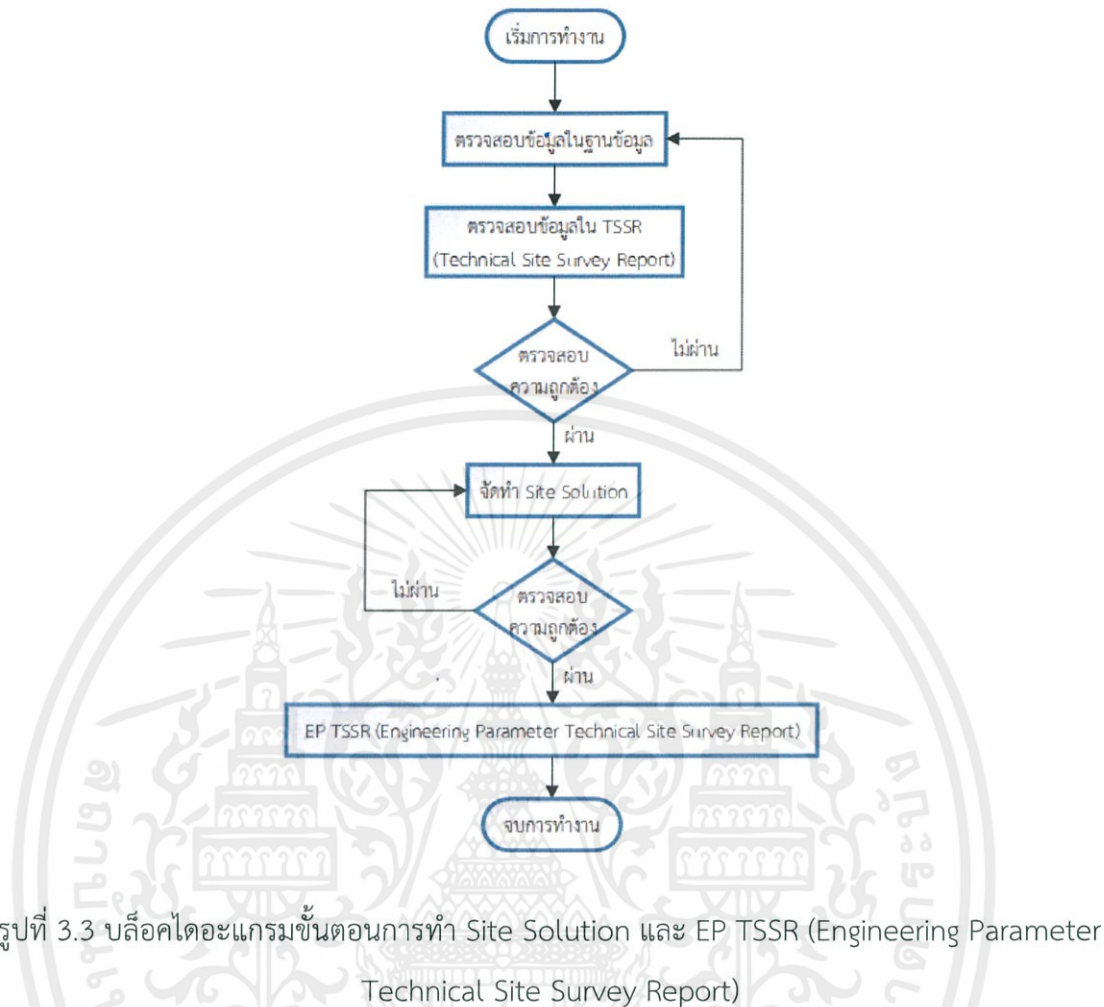 เริ่มการทำงาน
ตรวจสอบข้อมูลในฐานข้อมูล
ตรวจสอบข้อมูลใน TSSR
(Technical Site Survey Report)
ตรวจสอบ
ความถูกต้อง
ไม่ผ่าน
ผ่าน
จัดทำ Site Solution
ตรวจสอบ
ความถูกต้อง
ไม่ผ่าน
ผ่าน
EP TSSR (Engineering Parameter Technical Site Survey Report)
จบการทำงาน
รูปที่ 3.3 บล็อคไดอะแกรมขั้นตอนการทำ Site Solution และ EP TSSR (Engineering Parameter
Technical Site Survey Report)